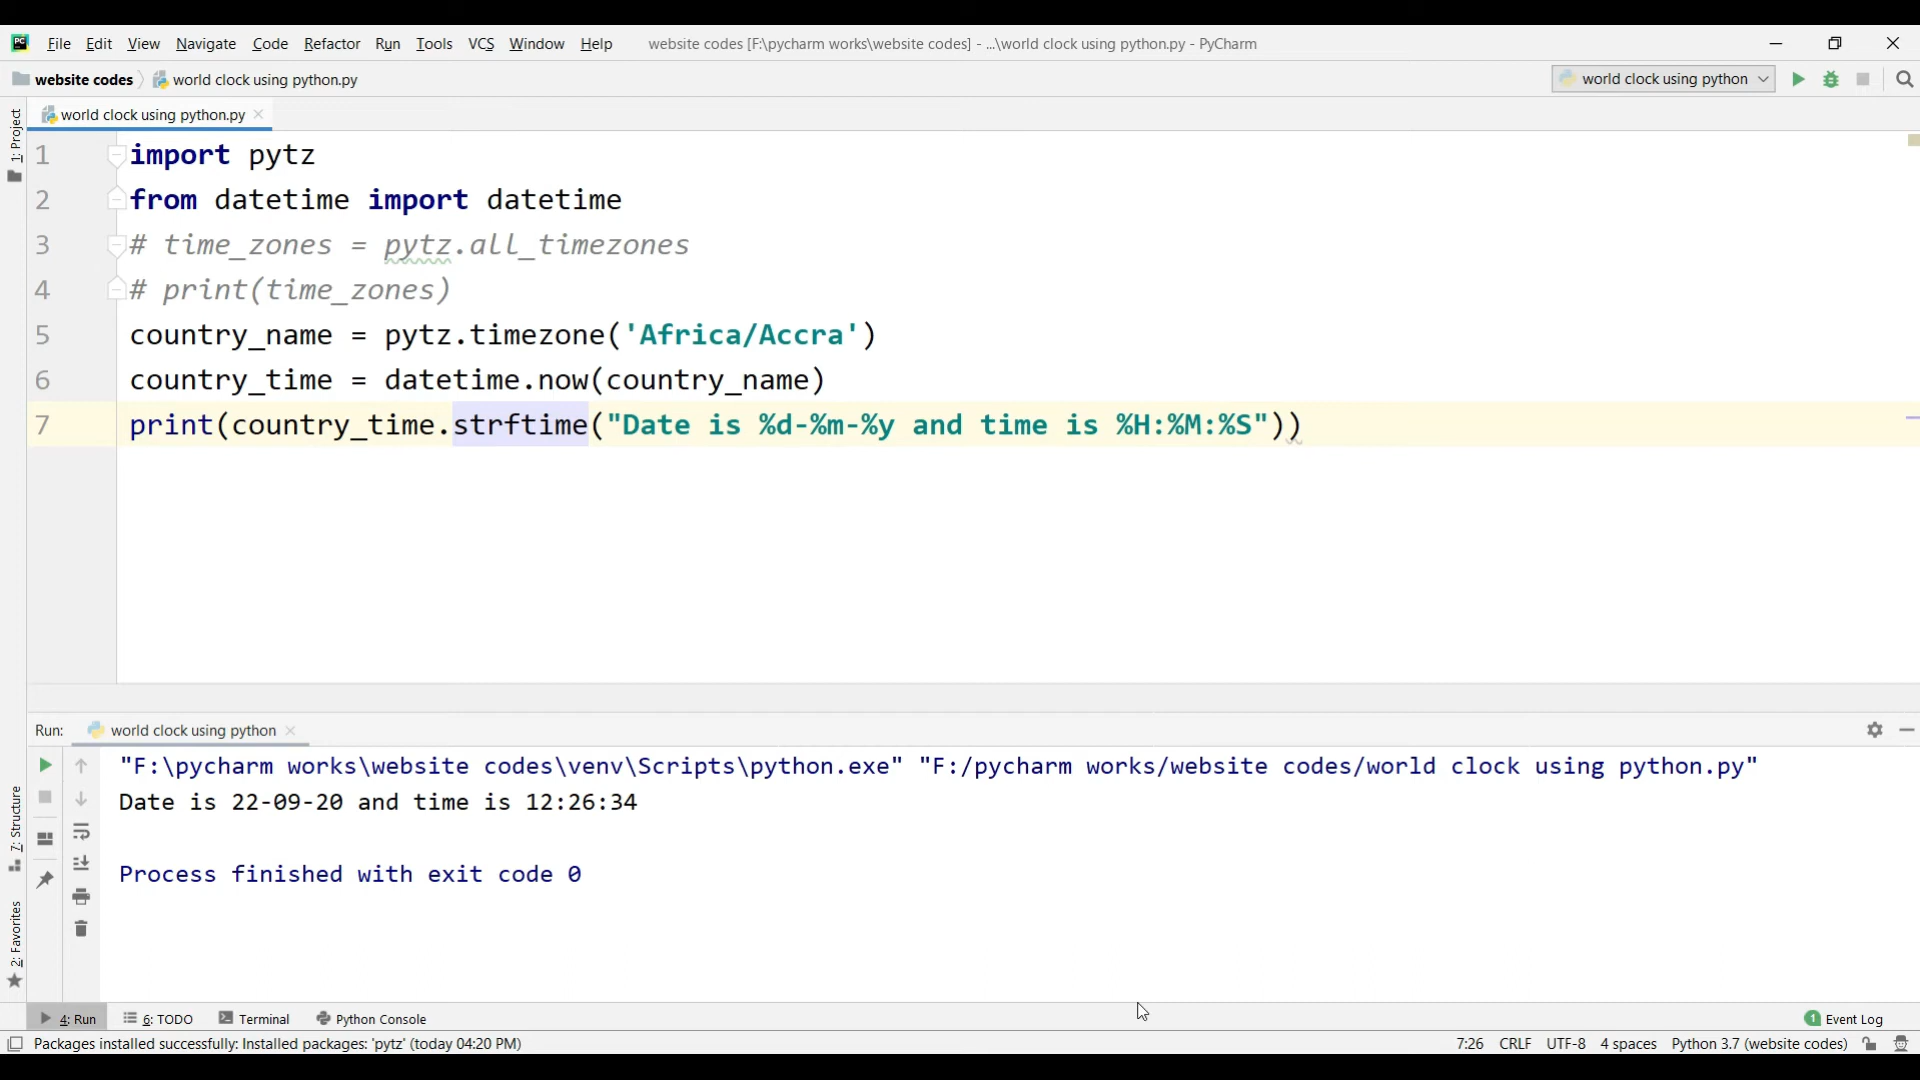 File Edit View Navigate Code Refactor Run Tools VCS Window Help website codes [F:\pycharm works\website codes] - ...\world clock using python.py - PyCharm
website codes world clock using python.py world clock using python
world clock using python.py
1: Project
1 import pytz
2 from datetime import datetime
3 # time_zones = pytz.all_timezones
4 # print(time_zones)
5 country_name = pytz.timezone('Africa/Accra')
6 country_time = datetime.now(country_name)
7 print(country_time.strftime("Date is %d-%m-%y and time is %H:%M:%S"))
Run: world clock using python
"F:\pycharm works\website codes\venv\Scripts\python.exe" "F:/pycharm works/website codes/world clock using python.py"
Date is 22-09-20 and time is 12:26:34
Process finished with exit code 0
7: Structure
2: Favorites
4: Run 6: TODO Terminal Python Console 1 Event Log
Packages installed successfully: Installed packages: 'pytz' (today 04:20 PM) 7:26 CRLF UTF-8 4 spaces Python 3.7 (website codes)